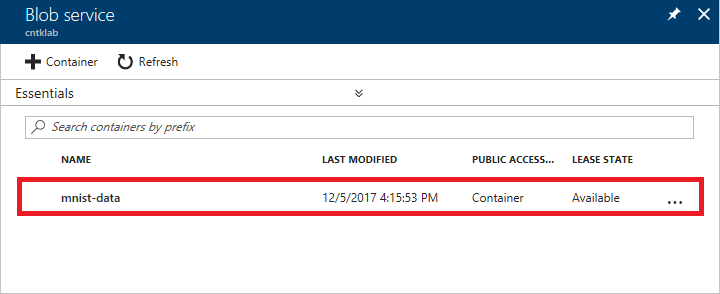 Blob service
cntklab
Container Refresh
Essentials
Search containers by prefix
NAME LAST MODIFIED PUBLIC ACCESS... LEASE STATE
mnist-data 12/5/2017 4:15:53 PM Container Available ...